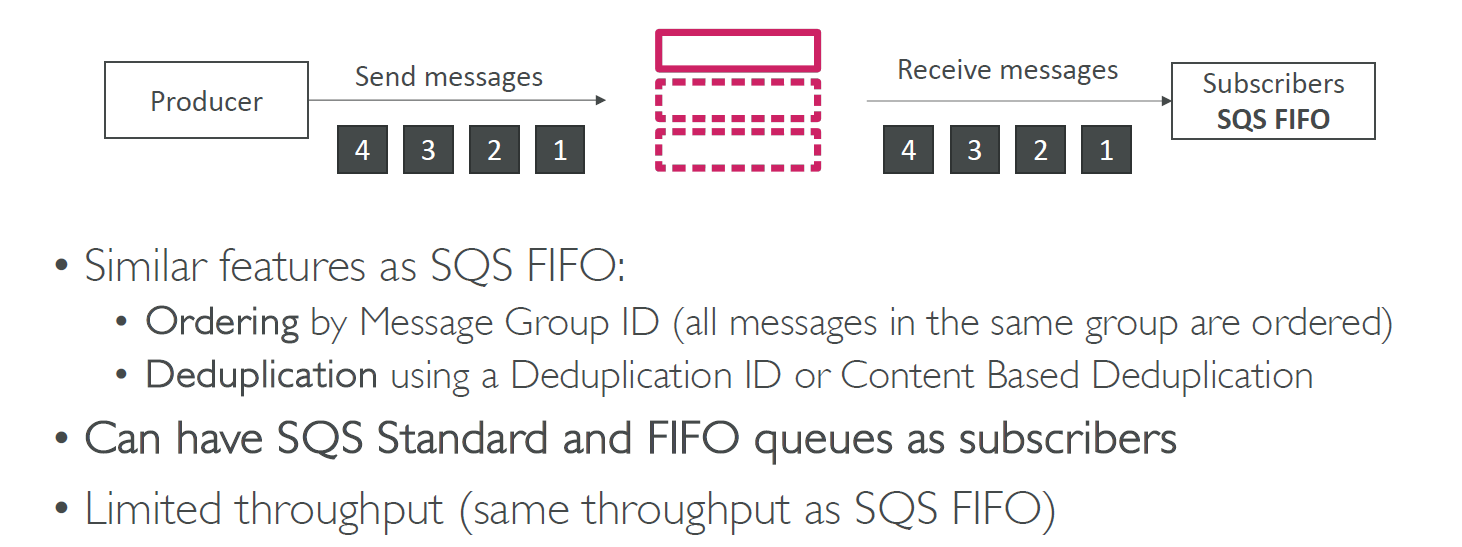 Producer
Send messages
4 3 2 1
Receive messages
4 3 2 1
Subscribers
SQS FIFO
• Similar features as SQS FIFO:
• Ordering by Message Group ID (all messages in the same group are ordered)
• Deduplication using a Deduplication ID or Content Based Deduplication
• Can have SQS Standard and FIFO queues as subscribers
• Limited throughput (same throughput as SQS FIFO)